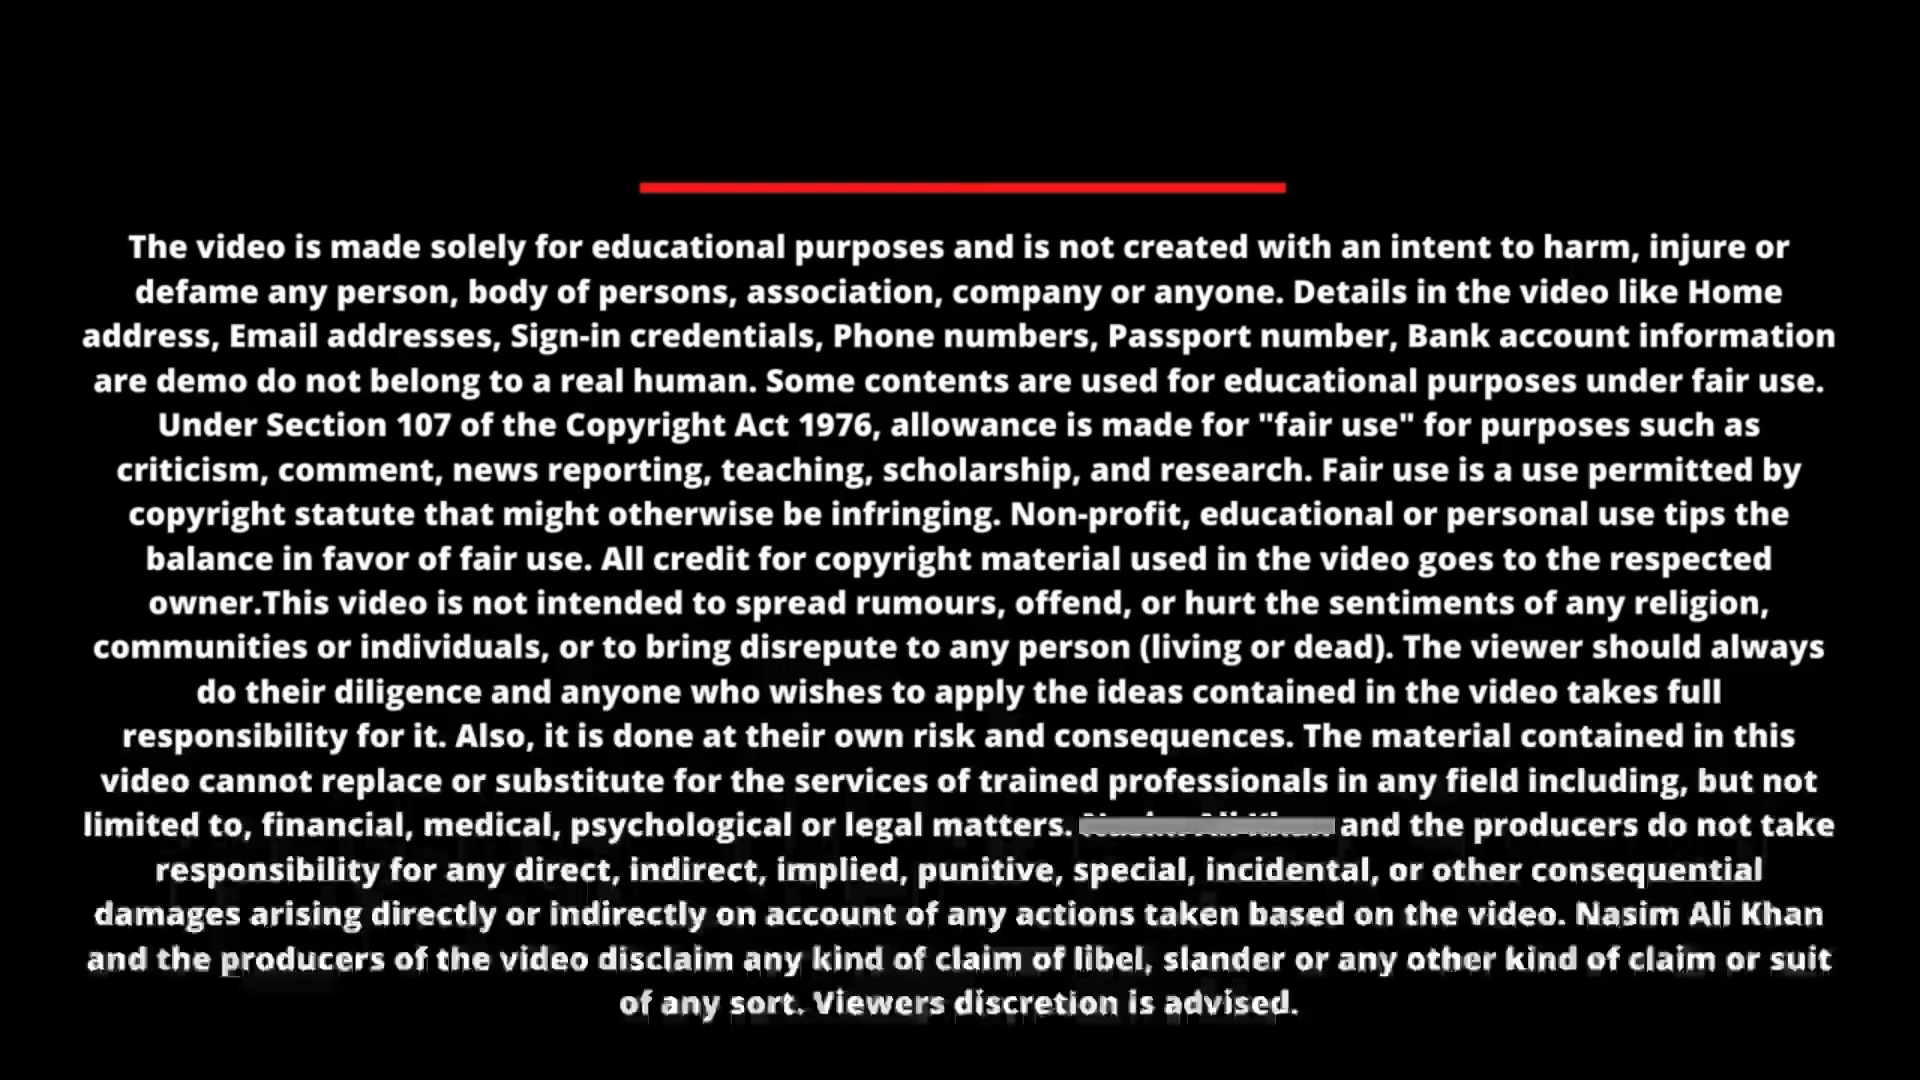 The video is made solely for educational purposes and is not created with an intent to harm, injure or
defame any person, body of persons, association, company or anyone. Details in the video like Home
address, Email addresses, Sign-in credentials, Phone numbers, Passport number, Bank account information
are demo do not belong to a real human. Some contents are used for educational purposes under fair use.
Under Section 107 of the Copyright Act 1976, allowance is made for "fair use" for purposes such as
criticism, comment, news reporting, teaching, scholarship, and research. Fair use is a use permitted by
copyright statute that might otherwise be infringing. Non-profit, educational or personal use tips the
balance in favor of fair use. All credit for copyright material used in the video goes to the respected
owner.This video is not intended to spread rumours, offend, or hurt the sentiments of any religion,
communities or individuals, or to bring disrepute to any person (living or dead). The viewer should always
do their diligence and anyone who wishes to apply the ideas contained in the video takes full
responsibility for it. Also, it is done at their own risk and consequences. The material contained in this
video cannot replace or substitute for the services of trained professionals in any field including, but not
limited to, financial, medical, psychological or legal matters. and the producers do not take
responsibility for any direct, indirect, implied, punitive, special, incidental, or other consequential
damages arising directly or indirectly on account of any actions taken based on the video. Nasim Ali Khan
and the producers of the video disclaim any kind of claim of libel, slander or any other kind of claim or suit
of any sort. Viewers discretion is advised.